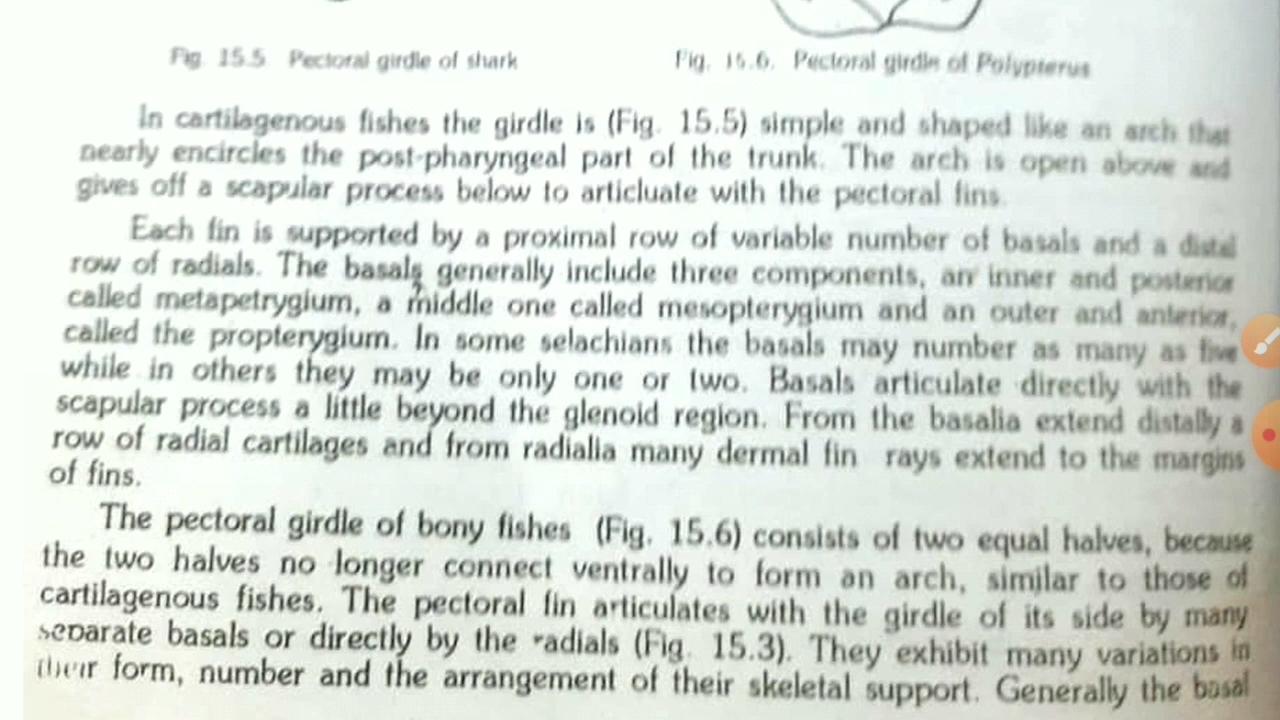 Fig. 15.5 Pectoral girdle of shark
Fig. 15.6. Pectoral girdle of Polypterus
In cartilagenous fishes the girdle is (Fig. 15.5) simple and shaped like an arch that
nearly encircles the post-pharyngeal part of the trunk. The arch is open above and
gives off a scapular process below to articluate with the pectoral fins.
Each fin is supported by a proximal row of variable number of basals and a distal
row of radials. The basals generally include three components, an inner and posterior
called metapetrygium, a middle one called mesopterygium and an outer and anterior,
called the propterygium. In some selachians the basals may number as many as five
while in others they may be only one or two. Basals articulate directly with the
scapular process a little beyond the glenoid region. From the basalia extend distally a
row of radial cartilages and from radialia many dermal fin rays extend to the margins
of fins.
The pectoral girdle of bony fishes (Fig. 15.6) consists of two equal halves, because
the two halves no longer connect ventrally to form an arch, similar to those of
cartilagenous fishes. The pectoral fin articulates with the girdle of its side by many
separate basals or directly by the radials (Fig. 15.3). They exhibit many variations in
their form, number and the arrangement of their skeletal support. Generally the basal